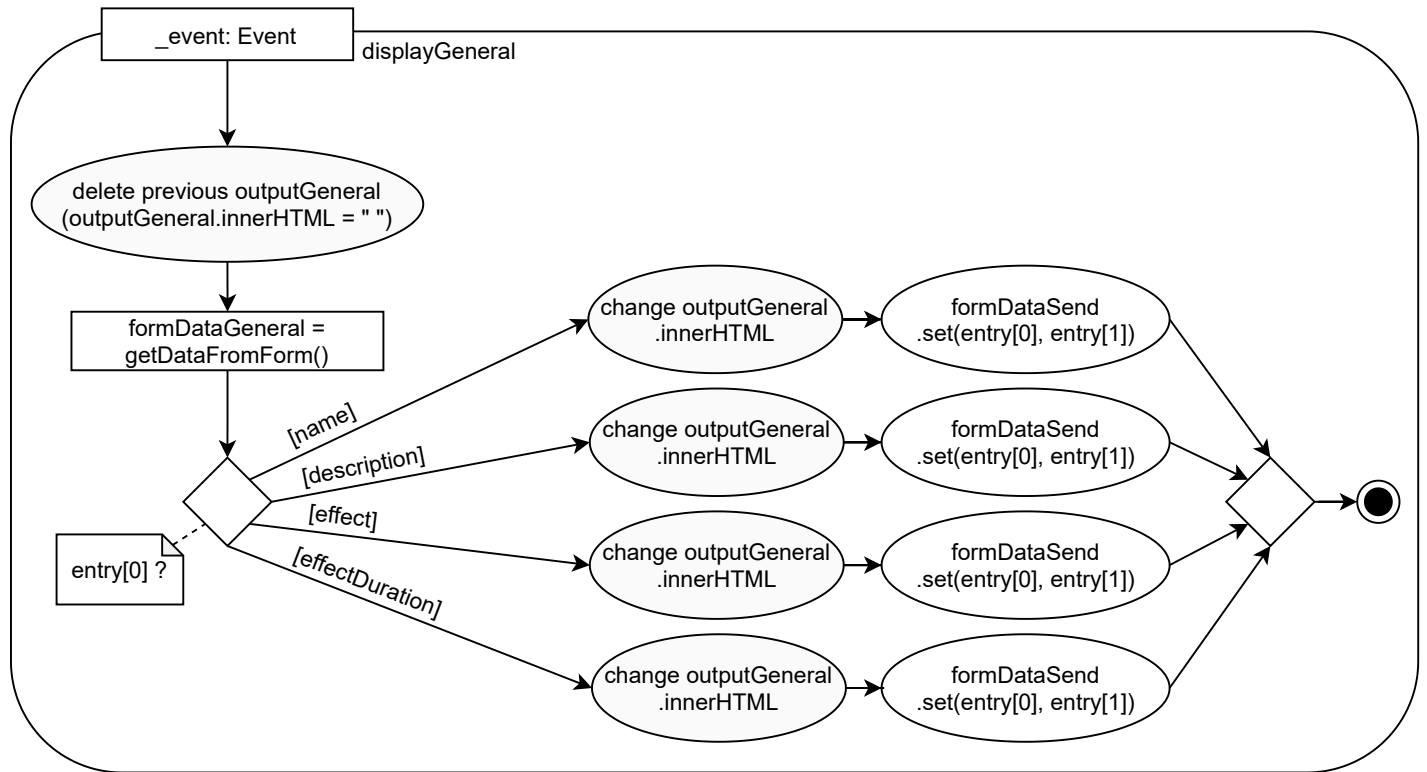 _event: Event
displayGeneral
delete previous outputGeneral
(outputGeneral.innerHTML = " ")
formDataGeneral =
getDataFromForm()
[name]
[description]
[effect]
[effectDuration]
entry[0] ?
change outputGeneral
.innerHTML
formDataSend
.set(entry[0], entry[1])
change outputGeneral
.innerHTML
formDataSend
.set(entry[0], entry[1])
change outputGeneral
.innerHTML
formDataSend
.set(entry[0], entry[1])
change outputGeneral
.innerHTML
formDataSend
.set(entry[0], entry[1])